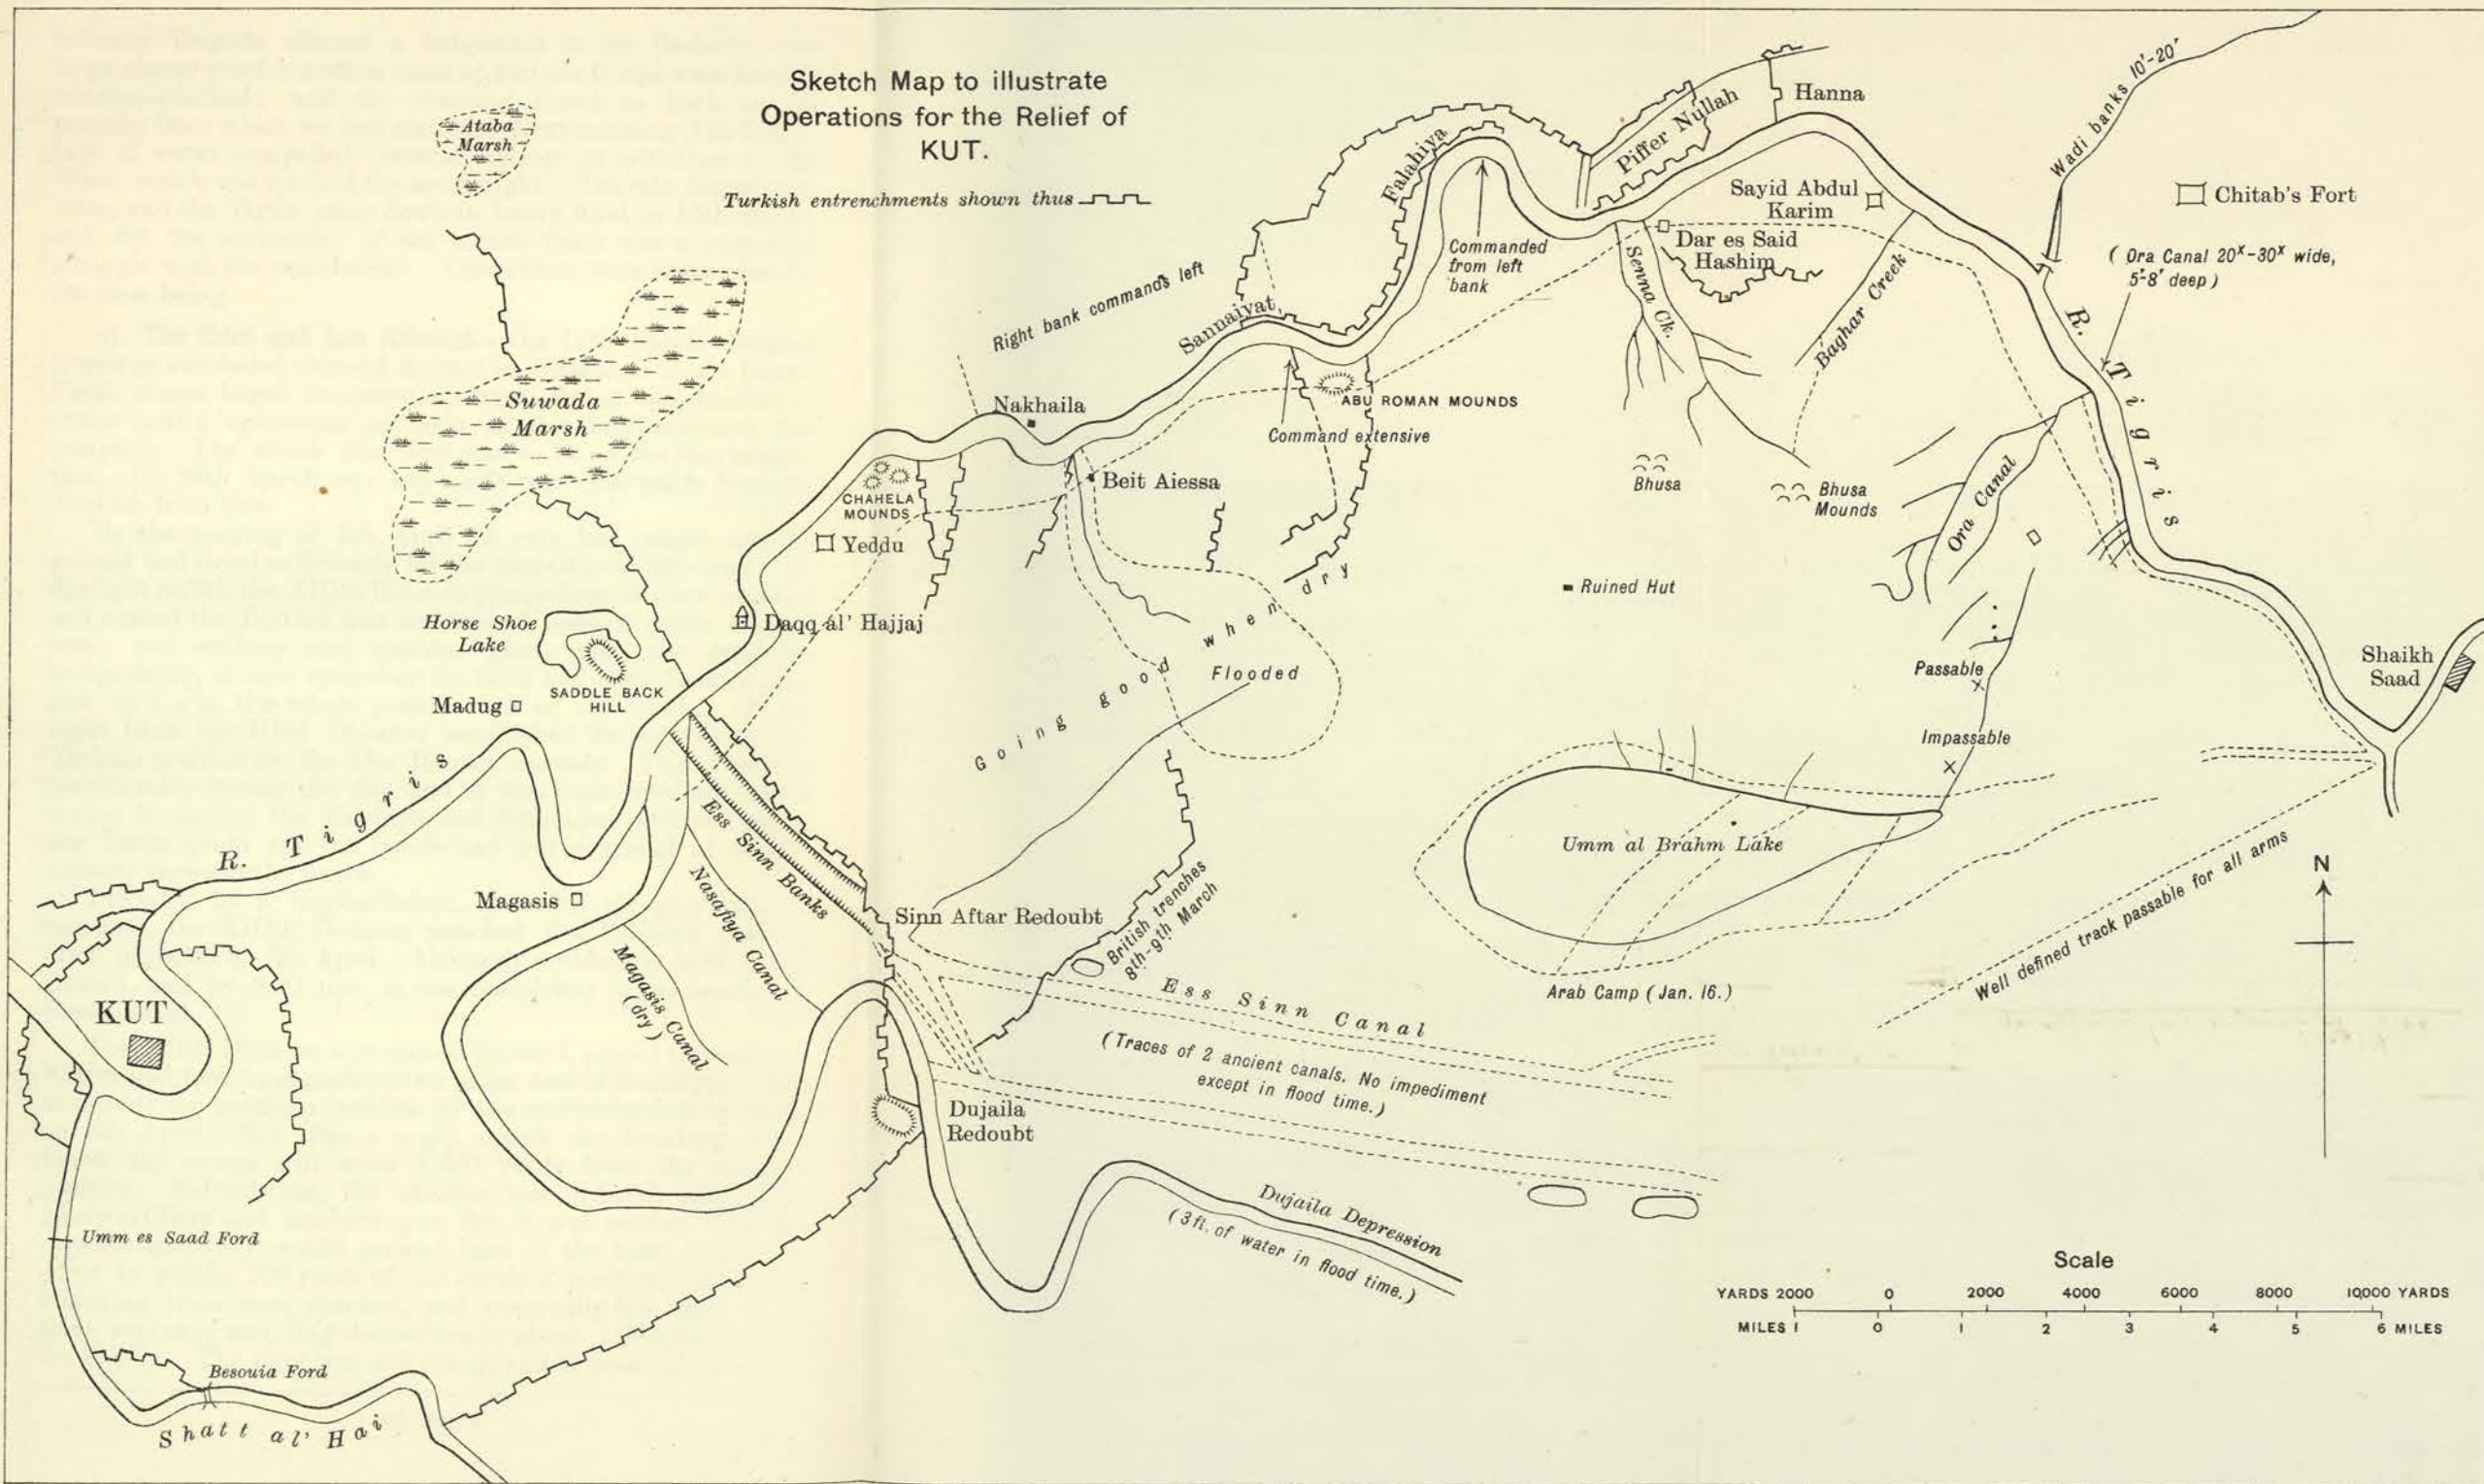 Sketch Map to illustrate
Operations for the Relief of
KUT.
Turkish entrenchments shown thus
Ataba
Marsh
Suwada
Marsh
Right bank commands left
Sannaiyat
Falahiya
Piffer Nullah
Hanna
Wadi banks 10'-20'
Chitab's Fort
Sayid Abdul
Karim
Dar es Said
Hashim
Commanded
from left
bank
Senna Ck.
Baghar Creek
( Ora Canal 20ˣ-30ˣ wide,
5'-8' deep )
R. Tigris
Nakhaila
ABU ROMAN MOUNDS
Command extensive
Beit Aiessa
CHAHELA
MOUNDS
Yeddu
Bhusa
Bhusa
Mounds
Ora Canal
Ruined Hut
Horse Shoe
Lake
SADDLE BACK
HILL
Daqq ál' Hajjaj
Madug
Going good when dry
Flooded
Passable
Impassable
Shaikh
Saad
R. Tigris
Ess Sinn Banks
Magasis
Nasafiya Canal
Magasis Canal
(dry)
Sinn Aftar Redoubt
British trenches
8th-9th March
Umm al Brahm Lake
Well defined track passable for all arms
N
Arab Camp ( Jan. 16.)
Ess Sinn Canal
( Traces of 2 ancient canals. No impediment
except in flood time.)
KUT
Dujaila
Redoubt
Dujaila Depression
( 3 ft. of water in flood time.)
Umm es Saad Ford
Besouia Ford
Shatt al' Hai
Scale
YARDS 2000 0 2000 4000 6000 8000 10,000 YARDS
MILES 1 0 1 2 3 4 5 6 MILES